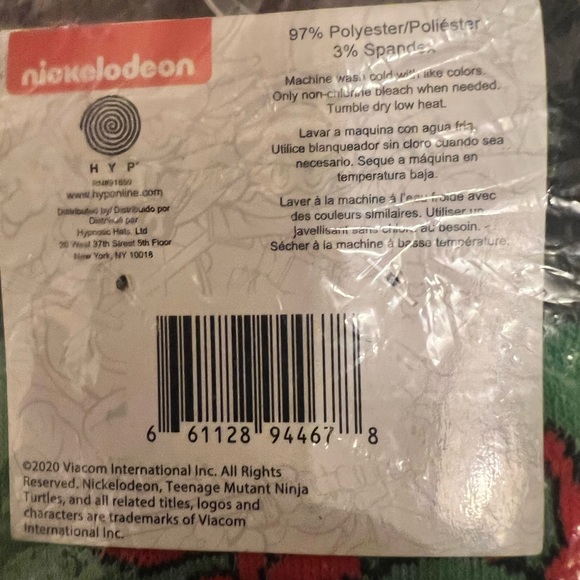 nickelodeon
HYP
www.hyponline.com
Distributed by/ Distribuido por
Distribué par
Hypnotic Hats, Ltd
20 West 37th Street 5th Floor
New York, NY 10018
97% Polyester/Poliéster
3% Spandex
Machine wash cold with like colors.
Only non-chlorine bleach when needed.
Tumble dry low heat.
Lavar a maquina con agua fria.
Utilice blanqueador sin cloro cuando sea
necesario. Seque a máquina en
temperatura baja.
Laver à la machine à l'eau froide avec
des couleurs similaires. Utiliser un
javellisant sans chlore au besoin.
Sécher à la machine à basse température.
6 61128 94467 8
©2020 Viacom International Inc. All Rights
Reserved. Nickelodeon, Teenage Mutant Ninja
Turtles, and all related titles, logos and
characters are trademarks of Viacom
International Inc.